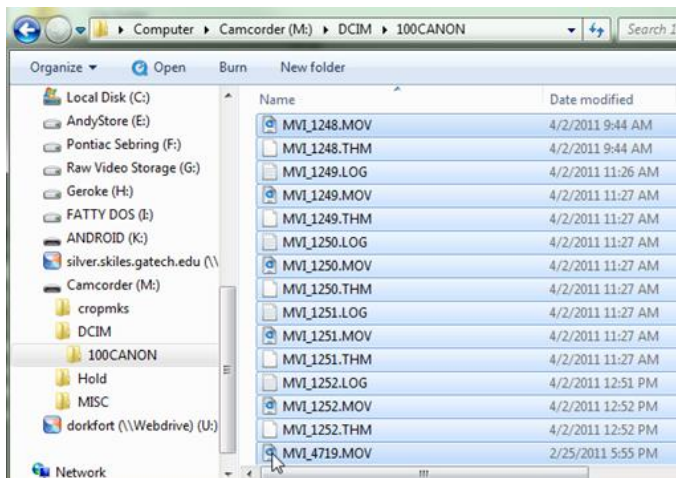 Computer Camcorder (M:) DCIM 100CANON Search
Organize Open Burn New folder
Local Disk (C:)
AndyStore (E:)
Pontiac Sebring (F:)
Raw Video Storage (G:)
Geroke (H:)
FATTY DOS (I:)
ANDROID (K:)
silver.skiles.gatech.edu (\\
Camcorder (M:)
cropmks
DCIM
100CANON
Hold
MISC
dorkfort (\\Webdrive) (U:)
Network
Name Date modified
MVI_1248.MOV 4/2/2011 9:44 AM
MVI_1248.THM 4/2/2011 9:44 AM
MVI_1249.LOG 4/2/2011 11:26 AM
MVI_1249.MOV 4/2/2011 11:27 AM
MVI_1249.THM 4/2/2011 11:27 AM
MVI_1250.LOG 4/2/2011 11:27 AM
MVI_1250.MOV 4/2/2011 11:27 AM
MVI_1250.THM 4/2/2011 11:27 AM
MVI_1251.LOG 4/2/2011 11:27 AM
MVI_1251.MOV 4/2/2011 11:27 AM
MVI_1251.THM 4/2/2011 11:27 AM
MVI_1252.LOG 4/2/2011 12:51 PM
MVI_1252.MOV 4/2/2011 12:52 PM
MVI_1252.THM 4/2/2011 12:52 PM
MVI_4719.MOV 2/25/2011 5:55 PM